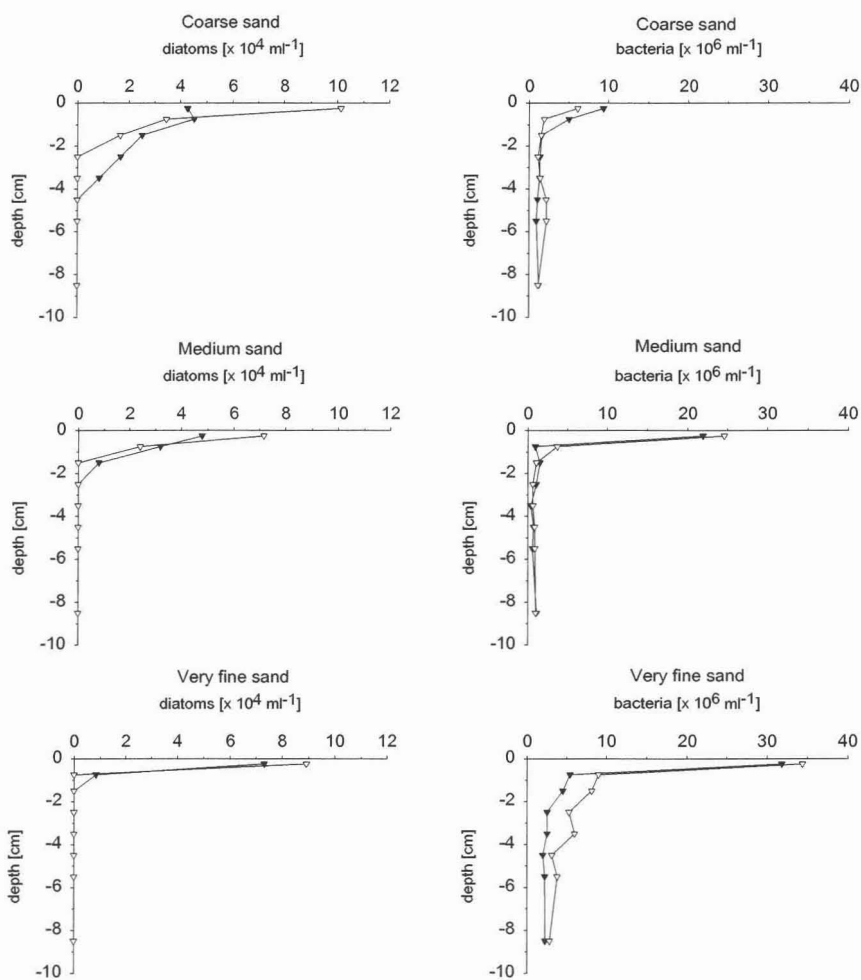 Coarse sand
diatoms [x 10⁴ ml⁻¹]
0 2 4 6 8 10 12
0
-2
-4
-6
-8
-10
depth [cm]
Coarse sand
bacteria [x 10⁶ ml⁻¹]
0 10 20 30 40
0
-2
-4
-6
-8
-10
depth [cm]
Medium sand
diatoms [x 10⁴ ml⁻¹]
0 2 4 6 8 10 12
0
-2
-4
-6
-8
-10
depth [cm]
Medium sand
bacteria [x 10⁶ ml⁻¹]
0 10 20 30 40
0
-2
-4
-6
-8
-10
depth [cm]
Very fine sand
diatoms [x 10⁴ ml⁻¹]
0 2 4 6 8 10 12
0
-2
-4
-6
-8
-10
depth [cm]
Very fine sand
bacteria [x 10⁶ ml⁻¹]
0 10 20 30 40
0
-2
-4
-6
-8
-10
depth [cm]